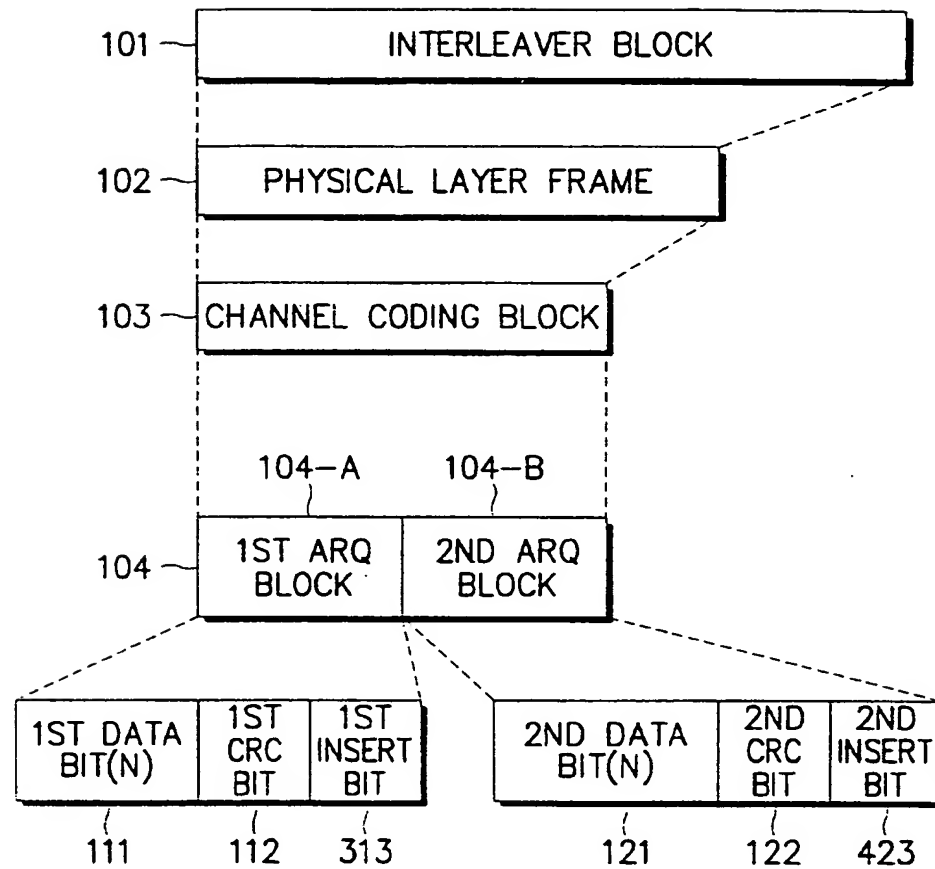 101
INTERLEAVER BLOCK
102
PHYSICAL LAYER FRAME
103
CHANNEL CODING BLOCK
104-A
104-B
104
1ST ARQ
BLOCK
2ND ARQ
BLOCK
1ST DATA
BIT(N)
1ST
CRC
BIT
1ST
INSERT
BIT
2ND DATA
BIT(N)
2ND
CRC
BIT
2ND
INSERT
BIT
111
112
313
121
122
423